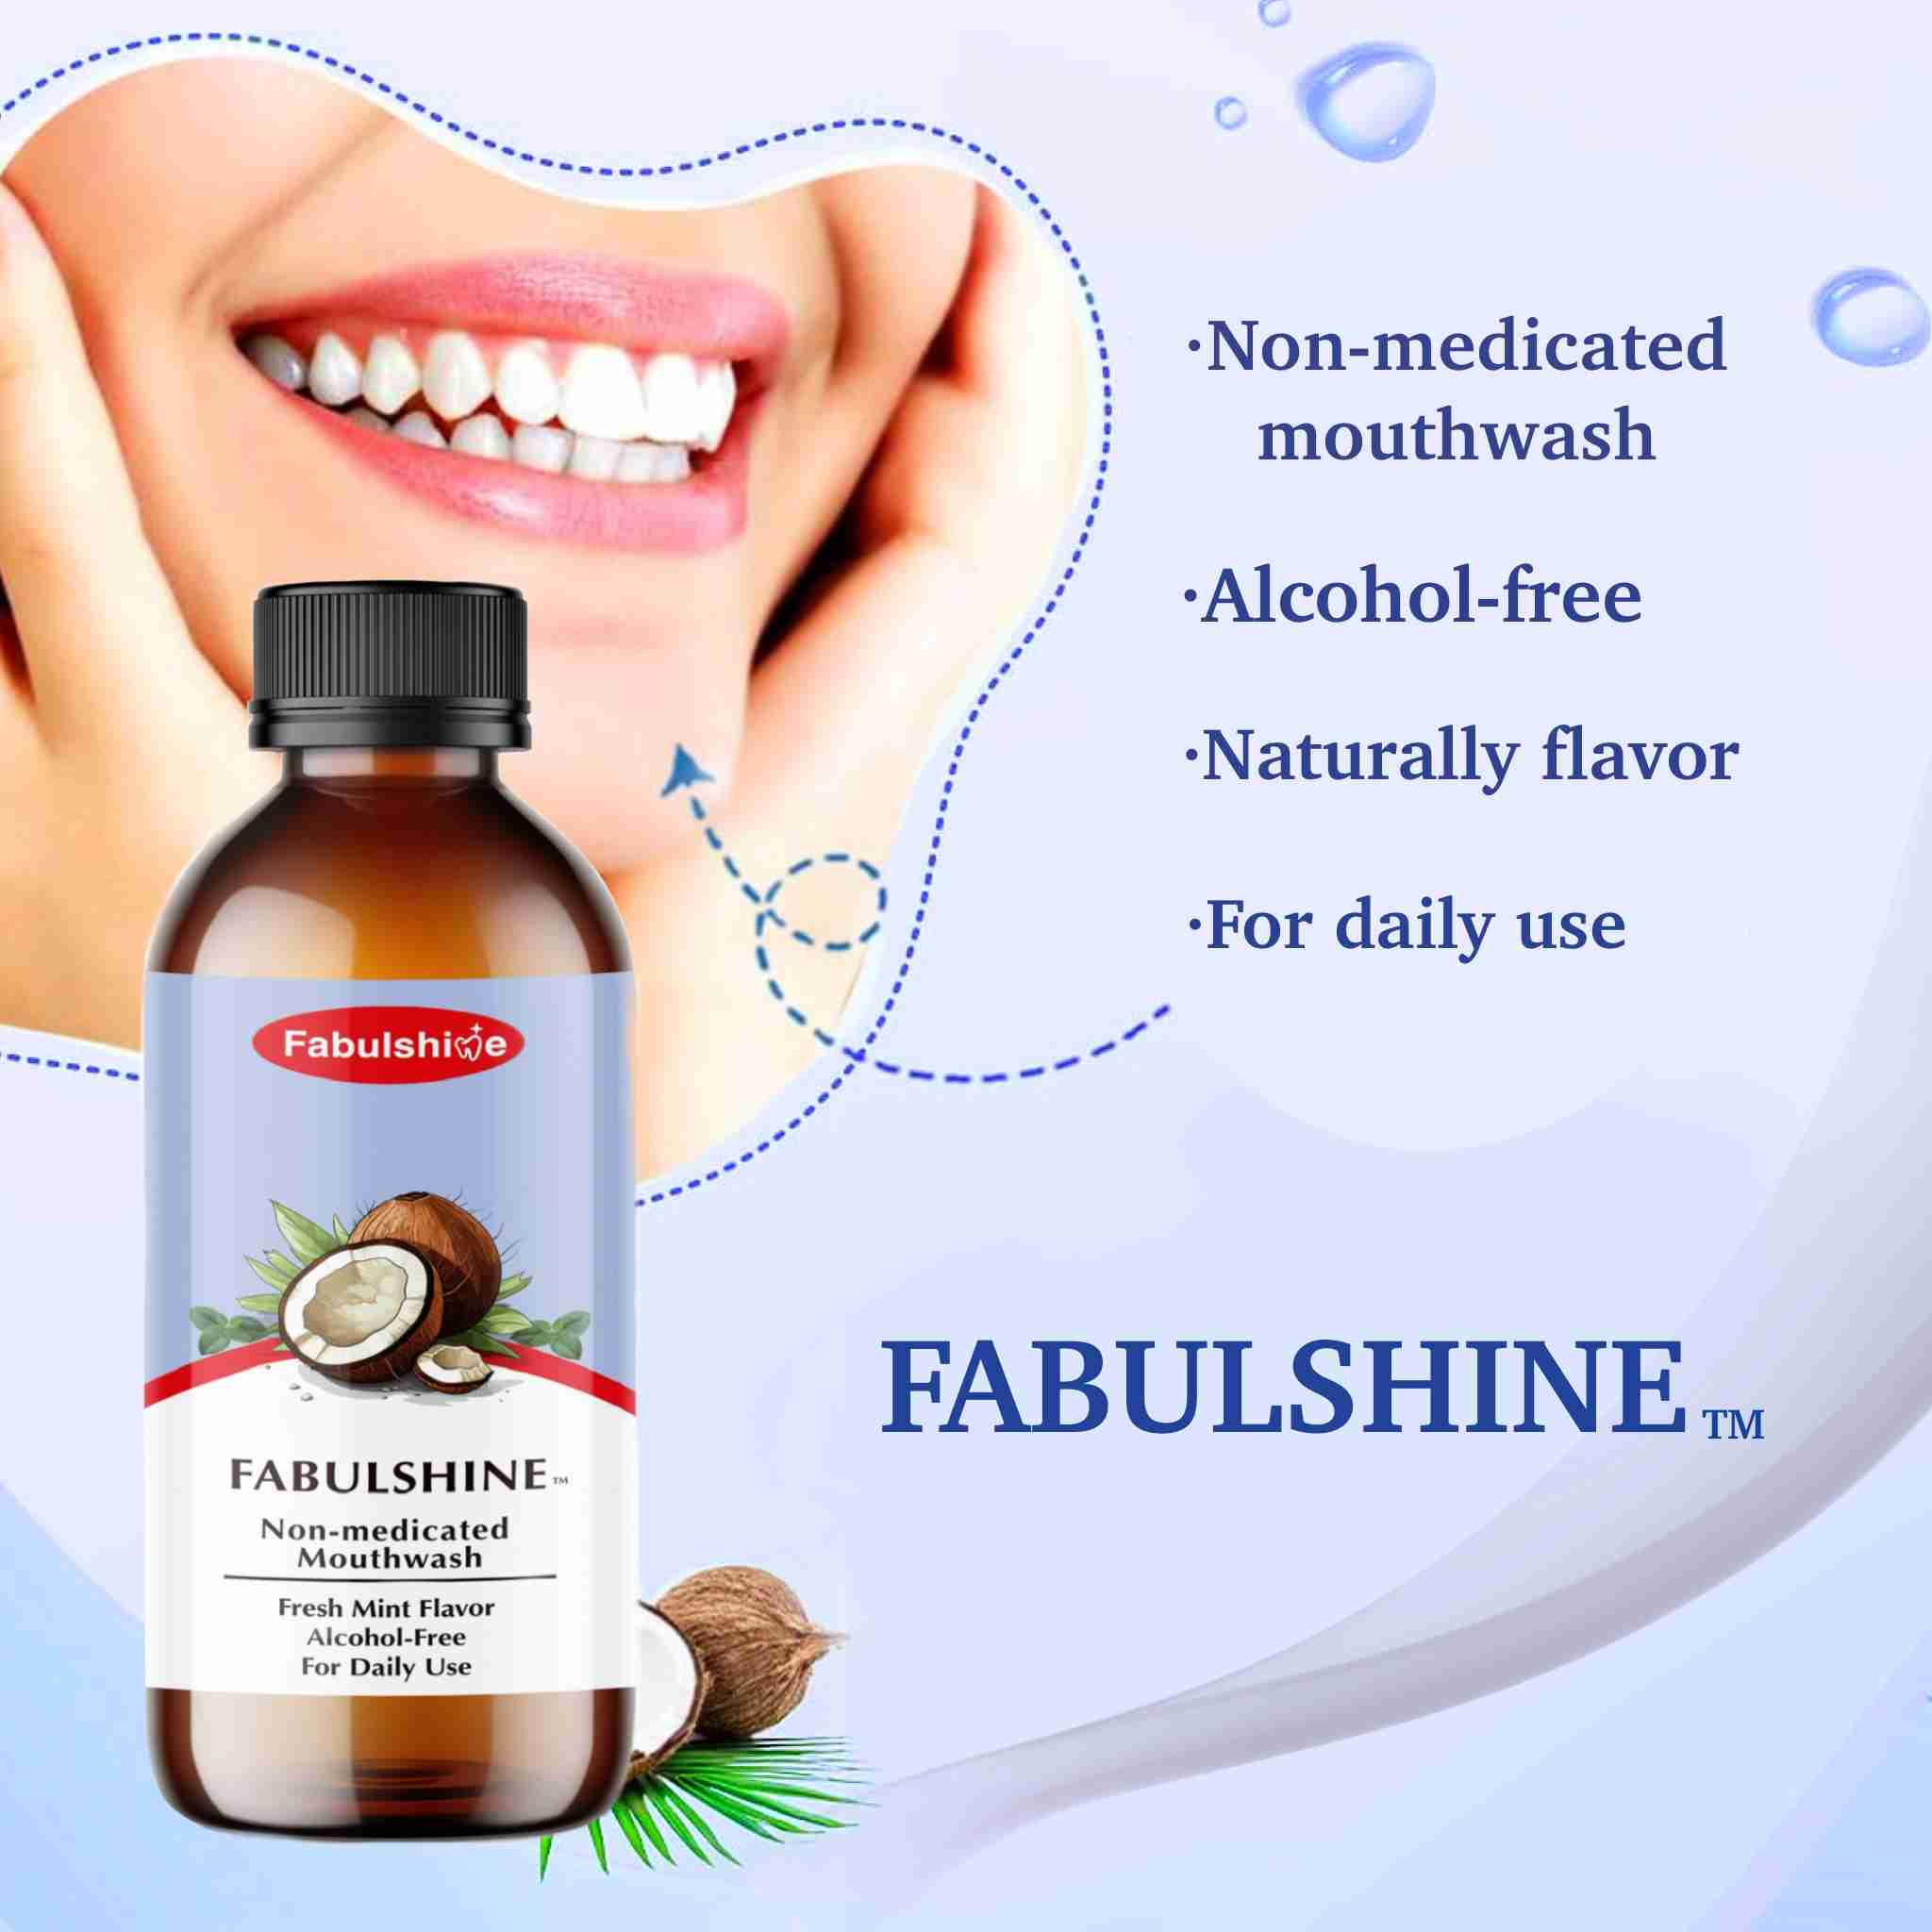 ·Non-medicated
mouthwash
·Alcohol-free
·Naturally flavor
·For daily use
Fabulshine
FABULSHINE™
FABULSHINE™
Non-medicated
Mouthwash
Fresh Mint Flavor
Alcohol-Free
For Daily Use